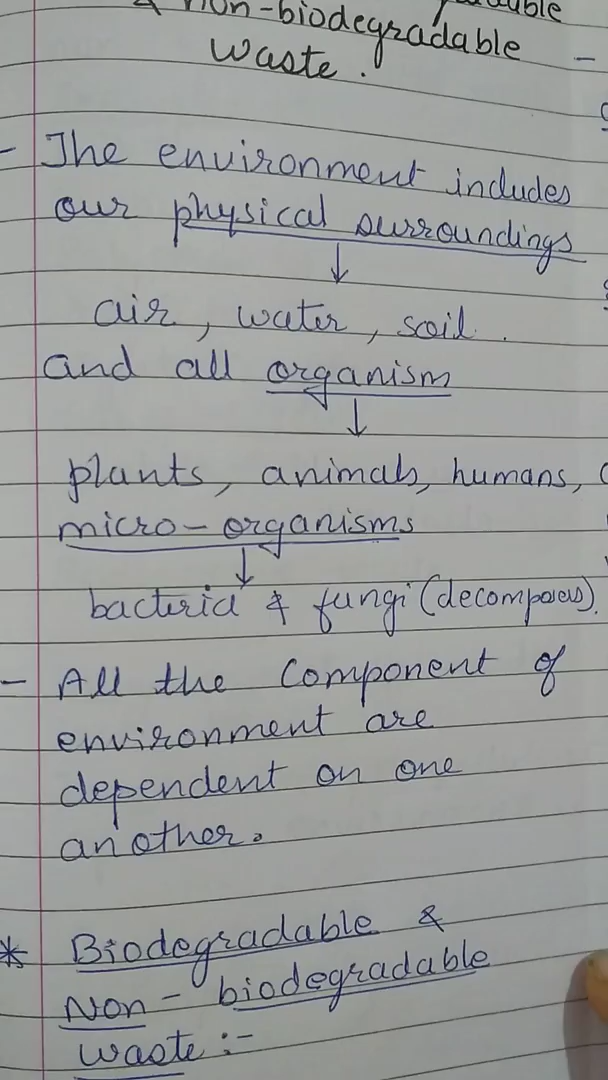 & non-biodegradable
waste.
- The environment includes
our physical surroundings
↓
air, water, soil.
and all organism
↓
plants, animals, humans,
micro-organisms
↓
bacteria & fungi (decomposers).
- All the component of
environment are
dependent on one
another.
* Biodegradable &
Non - biodegradable
waste :-